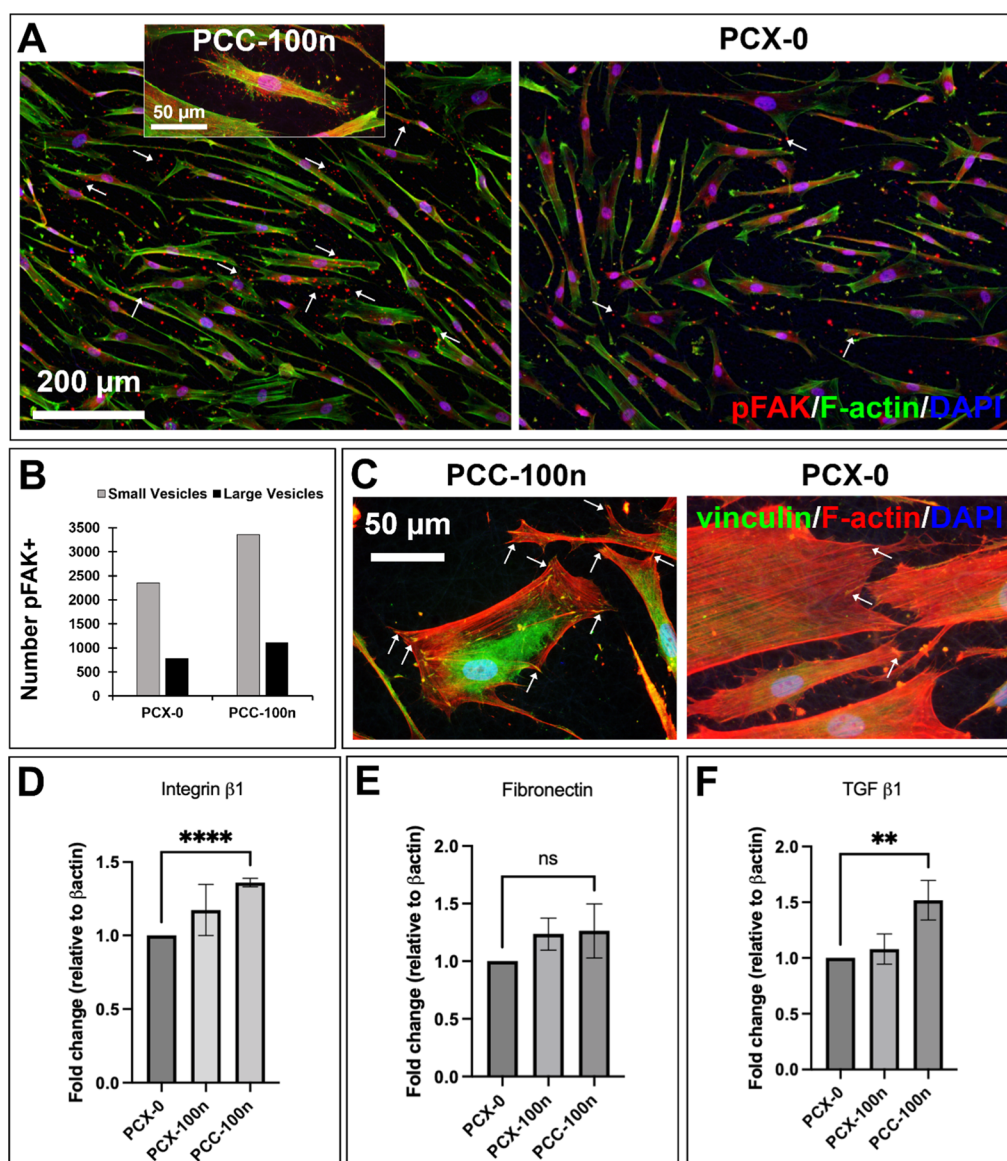 A
PCC-100n
PCX-0
50 µm
200 µm
pFAK/F-actin/DAPI
B
Small Vesicles Large Vesicles
Number pFAK+
3500
3000
2500
2000
1500
1000
500
0
PCX-0 PCC-100n
C
PCC-100n
PCX-0
50 µm
vinculin/F-actin/DAPI
D
Integrin β1
****
Fold change (relative to βactin)
1.5
1.0
0.5
0.0
PCX-0
PCX-100n
PCC-100n
E
Fibronectin
ns
Fold change (relative to βactin)
2.0
1.5
1.0
0.5
0.0
PCX-0
PCX-100n
PCC-100n
F
TGF β1
**
Fold change (relative to βactin)
2.0
1.5
1.0
0.5
0.0
PCX-0
PCX-100n
PCC-100n